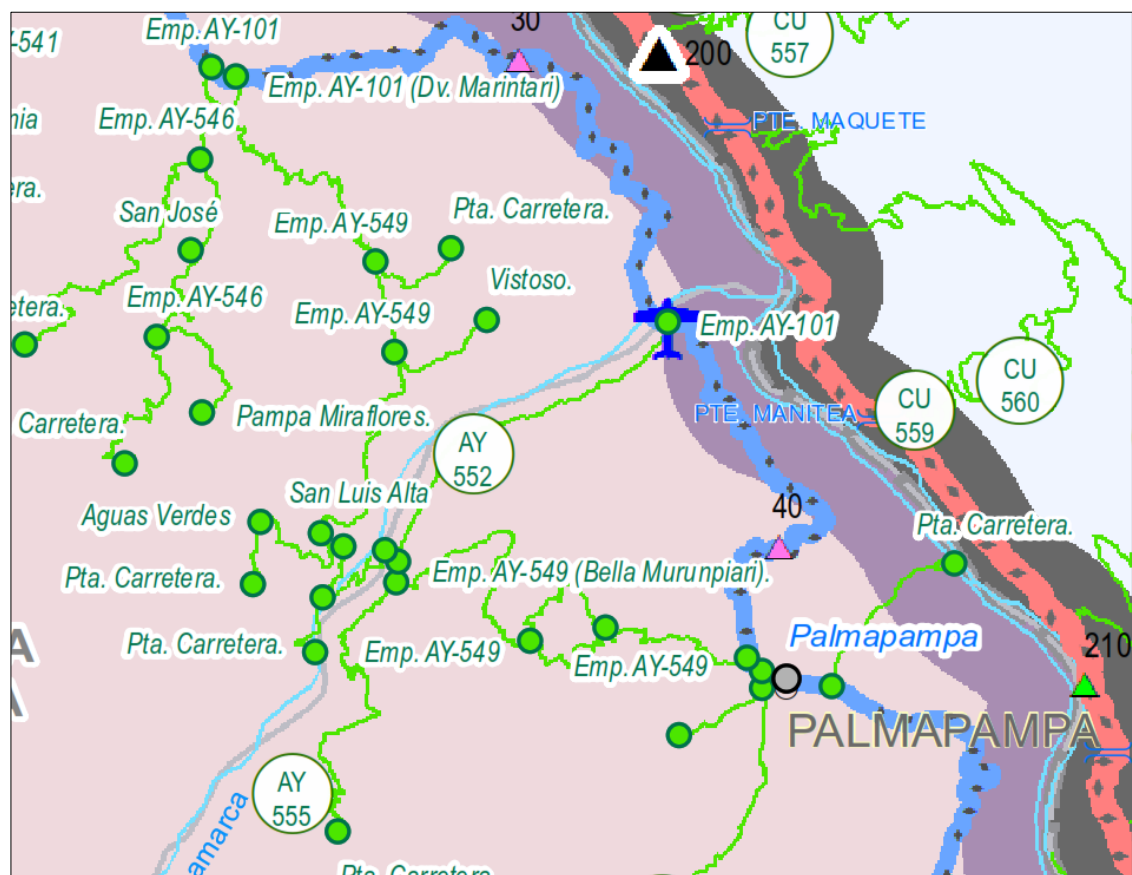 30
CU
557
Emp. AY-101
-541
200
Emp. AY-101 (Dv. Marintari)
Emp. AY-546
PTE. MAQUETE
San José
Pta. Carretera.
Emp. AY-549
Vistoso.
Emp. AY-546
Emp. AY-549
Emp. AY-101
CU
560
CU
559
Carretera.
Pampa Miraflores.
PTE. MANITEA
AY
552
San Luis Alta
40
Aguas Verdes
Pta. Carretera.
Pta. Carretera.
Emp. AY-549 (Bella Murunpiari).
Pta. Carretera.
Emp. AY-549
Emp. AY-549
Palmapampa
210
PALMAPAMPA
AY
555
amarca
Pta. Carretera